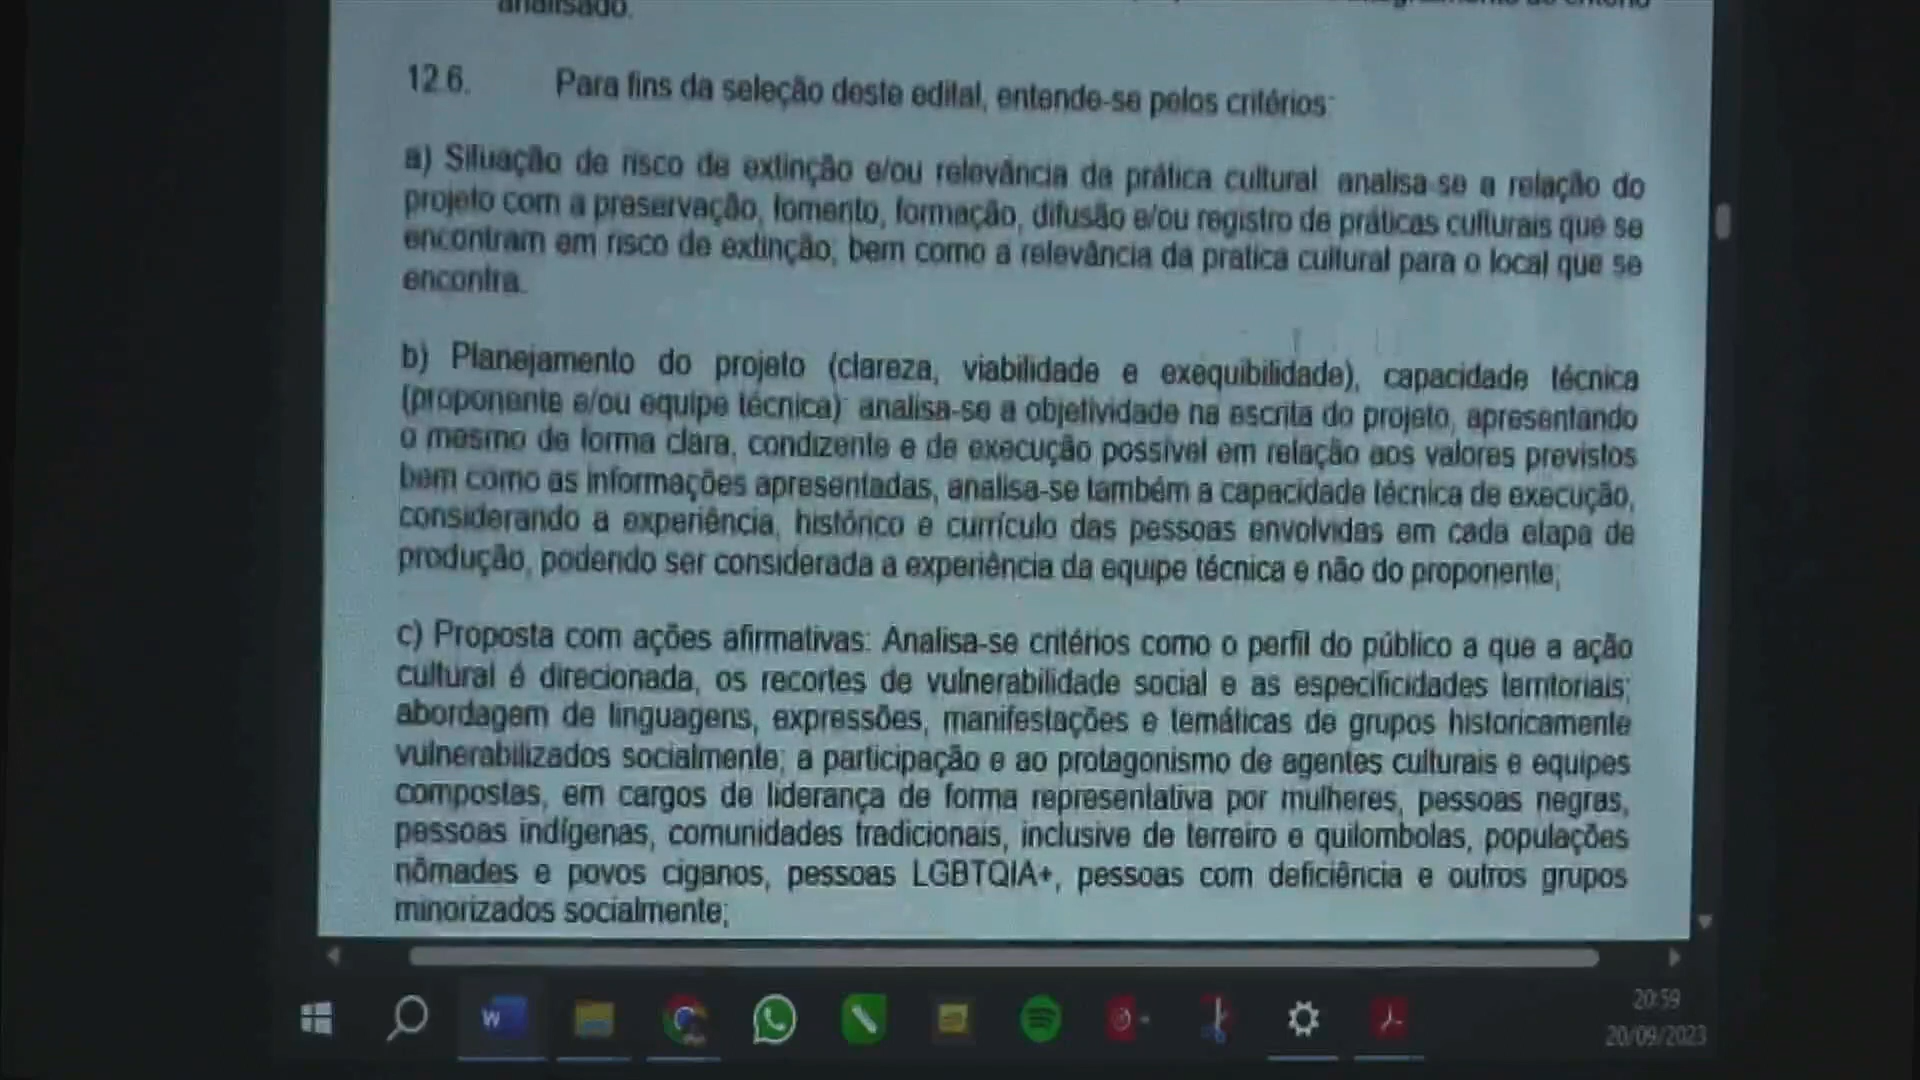 analisado.
12.6. Para fins da seleção deste edital, entende-se pelos critérios:
a) Situação de risco de extinção e/ou relevância da prática cultural: analisa-se a relação do
projeto com a preservação, fomento, formação, difusão e/ou registro de práticas culturais que se
encontram em risco de extinção, bem como a relevância da pratica cultural para o local que se
encontra.
b) Planejamento do projeto (clareza, viabilidade e exequibilidade), capacidade técnica
(proponente e/ou equipe técnica): analisa-se a objetividade na escrita do projeto, apresentando
o mesmo de forma clara, condizente e de execução possível em relação aos valores previstos
bem como as informações apresentadas, analisa-se também a capacidade técnica de execução,
considerando a experiência, histórico e currículo das pessoas envolvidas em cada etapa de
produção, podendo ser considerada a experiência da equipe técnica e não do proponente;
c) Proposta com ações afirmativas: Analisa-se critérios como o perfil do público a que a ação
cultural é direcionada, os recortes de vulnerabilidade social e as especificidades territoriais;
abordagem de linguagens, expressões, manifestações e temáticas de grupos historicamente
vulnerabilizados socialmente; a participação e ao protagonismo de agentes culturais e equipes
compostas, em cargos de liderança de forma representativa por mulheres, pessoas negras,
pessoas indígenas, comunidades tradicionais, inclusive de terreiro e quilombolas, populações
nômades e povos ciganos, pessoas LGBTQIA+, pessoas com deficiência e outros grupos
minorizados socialmente;
W
20:59
20/09/2023